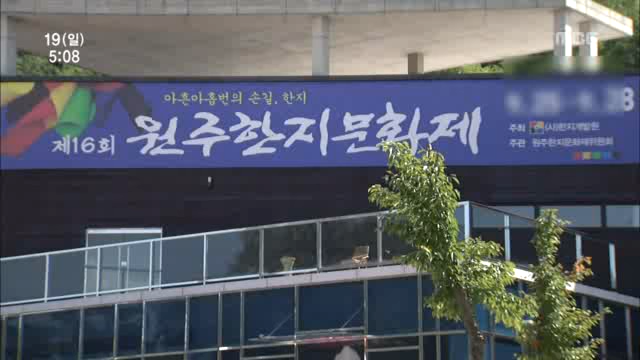 19(일)
5:08
아흔아홉번의 손길, 한지
제16회 원주한지문화제
주최 (사)한지개발원
주관 원주한지문화제위원회